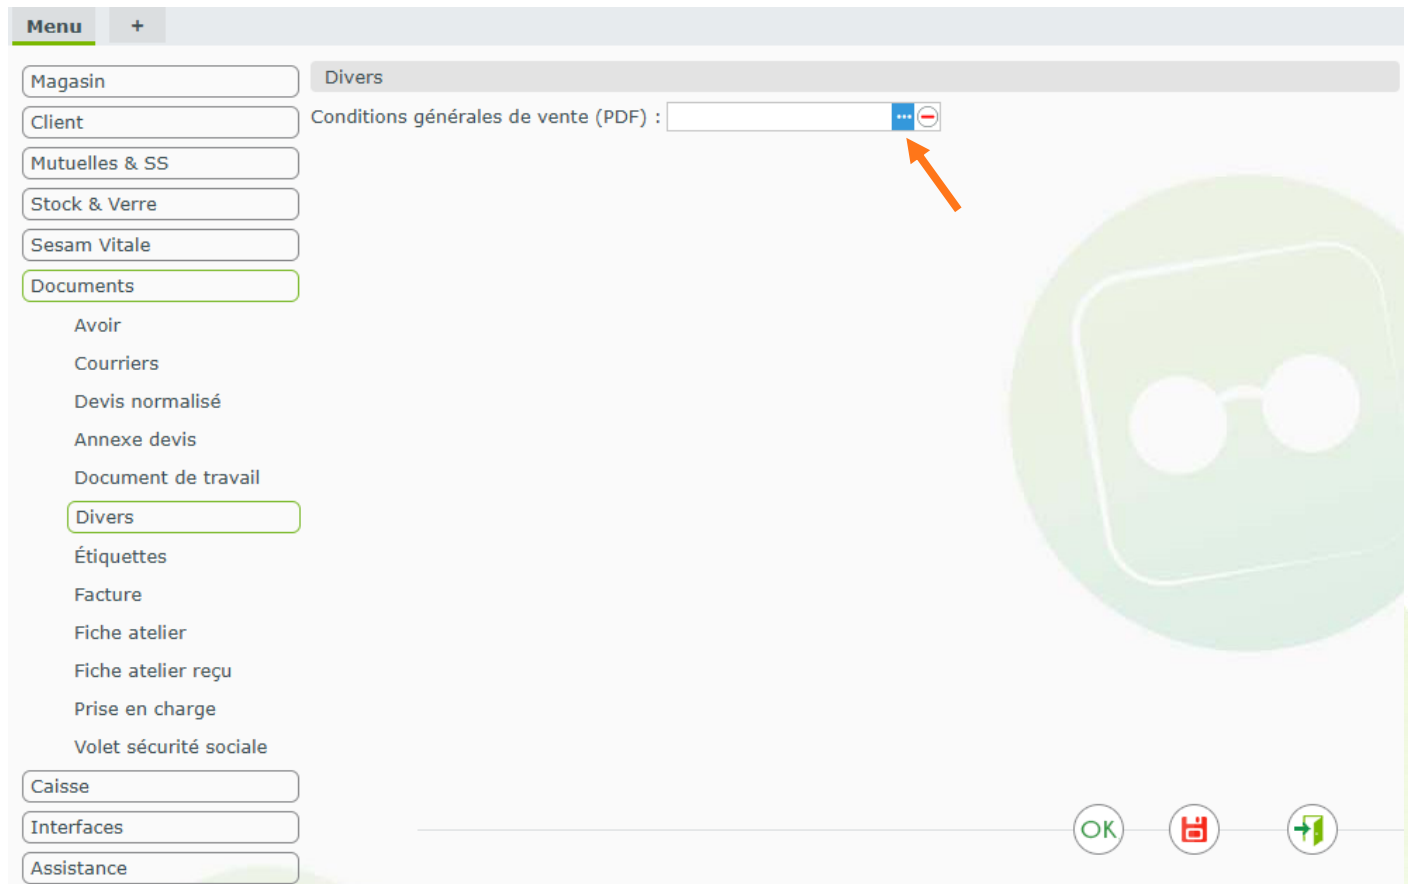 Menu +
Magasin
Client
Mutuelles & SS
Stock & Verre
Sesam Vitale
Documents
Avoir
Courriers
Devis normalisé
Annexe devis
Document de travail
Divers
Étiquettes
Facture
Fiche atelier
Fiche atelier reçu
Prise en charge
Volet sécurité sociale
Caisse
Interfaces
Assistance
Divers
Conditions générales de vente (PDF) : ...
OK